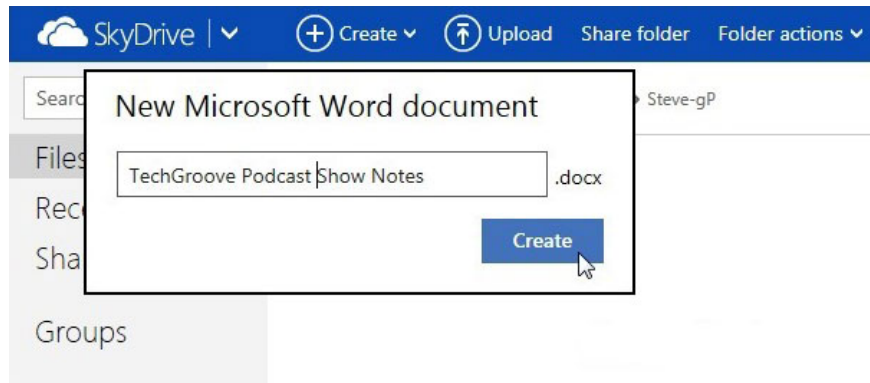 SkyDrive | Create Upload Share folder Folder actions
Searc
Steve-gP
New Microsoft Word document
Files
TechGroove Podcast Show Notes .docx
Rec
Create
Sha
Groups